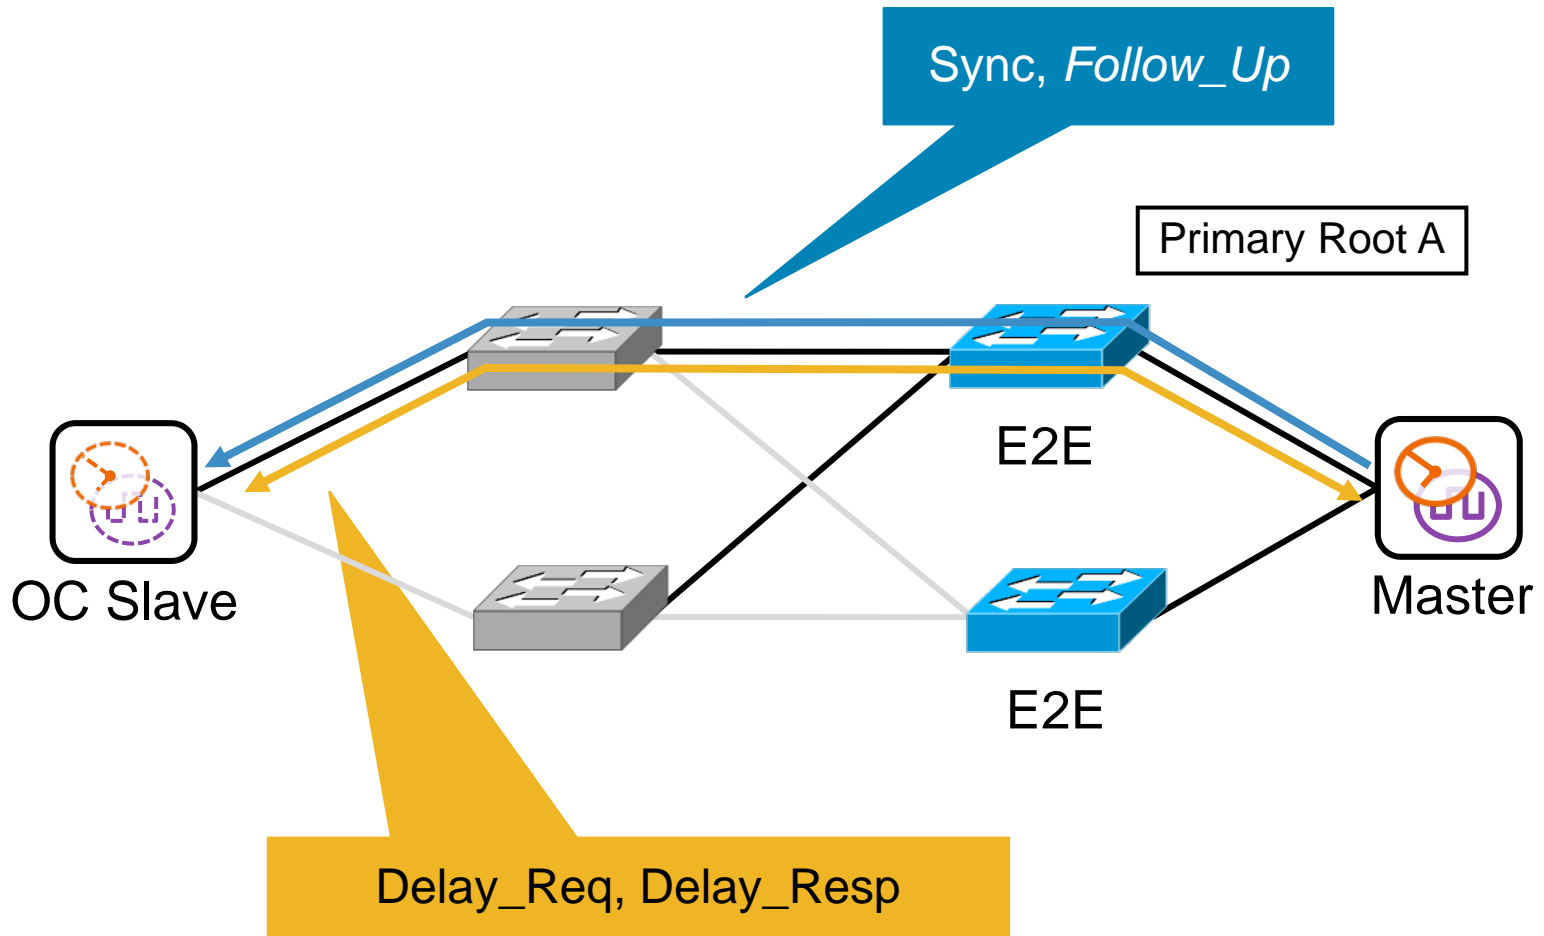 Sync, Follow_Up
Primary Root A
E2E
OC Slave
Master
E2E
Delay_Req, Delay_Resp